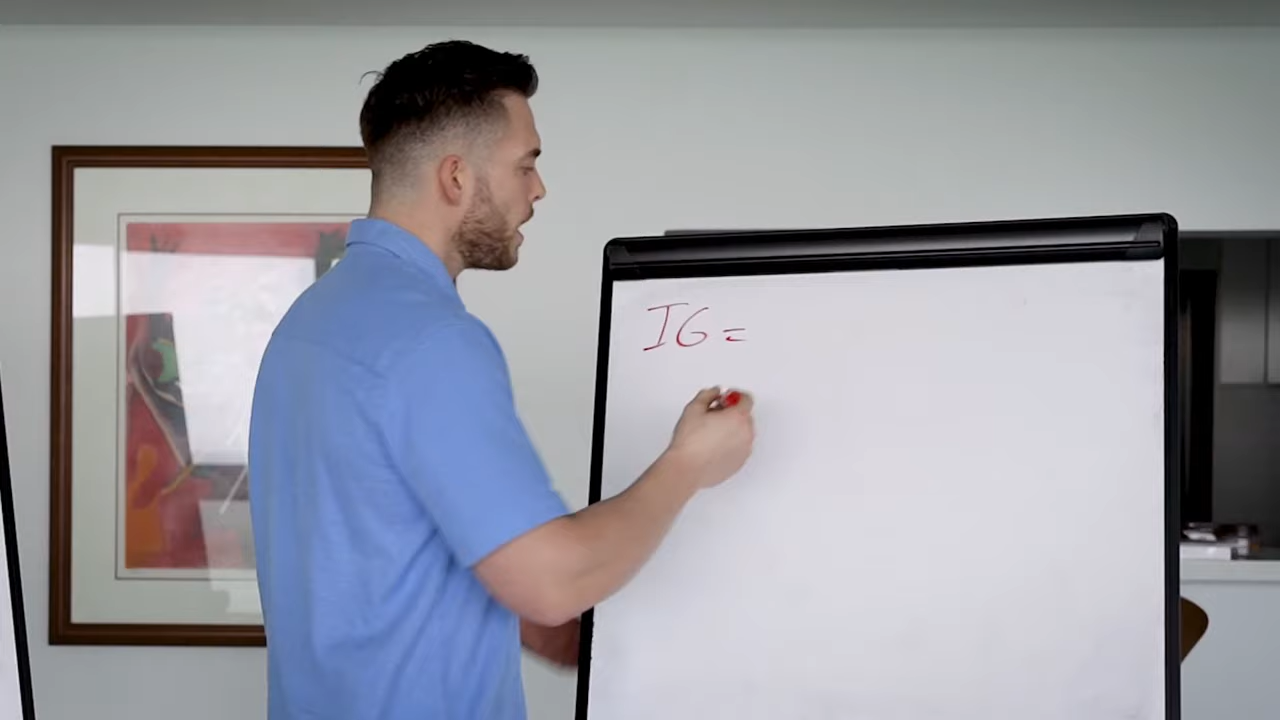 IG =